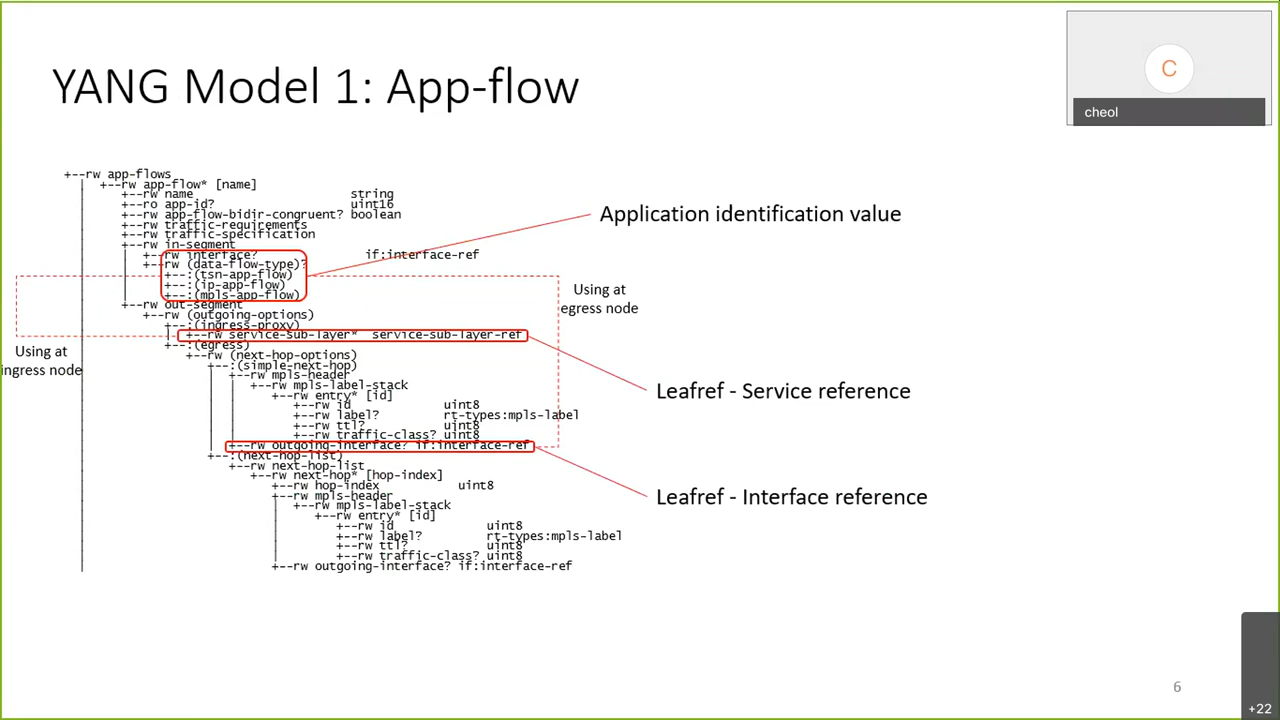 YANG Model 1: App-flow
C
cheol
+--rw app-flows
| +--rw app-flow* [name]
| +--rw name string
| +--ro app-id? uint16
| +--rw app-flow-bidir-congruent? boolean
| +--rw traffic-requirements
| +--rw traffic-specification
| +--rw in-segment
| | +--rw interface? if:interface-ref
| | +--rw (data-flow-type)?
| | +--:(tsn-app-flow)
| | +--:(ip-app-flow)
| | +--:(mpls-app-flow)
| +--rw out-segment
| +--rw (outgoing-options)
| +--:(ingress-proxy)
| | +--rw service-sub-layer* service-sub-layer-ref
| +--:(egress)
| +--rw (next-hop-options)
| +--:(simple-next-hop)
| | +--rw mpls-header
| | | +--rw mpls-label-stack
| | | +--rw entry* [id]
| | | +--rw id uint8
| | | +--rw label? rt-types:mpls-label
| | | +--rw ttl? uint8
| | | +--rw traffic-class? uint8
| | +--rw outgoing-interface? if:interface-ref
| +--:(next-hop-list)
| +--rw next-hop-list
| +--rw next-hop* [hop-index]
| +--rw hop-index uint8
| +--rw mpls-header
| | +--rw mpls-label-stack
| | +--rw entry* [id]
| | +--rw id uint8
| | +--rw label? rt-types:mpls-label
| | +--rw ttl? uint8
| | +--rw traffic-class? uint8
| +--rw outgoing-interface? if:interface-ref
Application identification value
Using at
egress node
Using at
ingress node
Leafref - Service reference
Leafref - Interface reference
6
+22